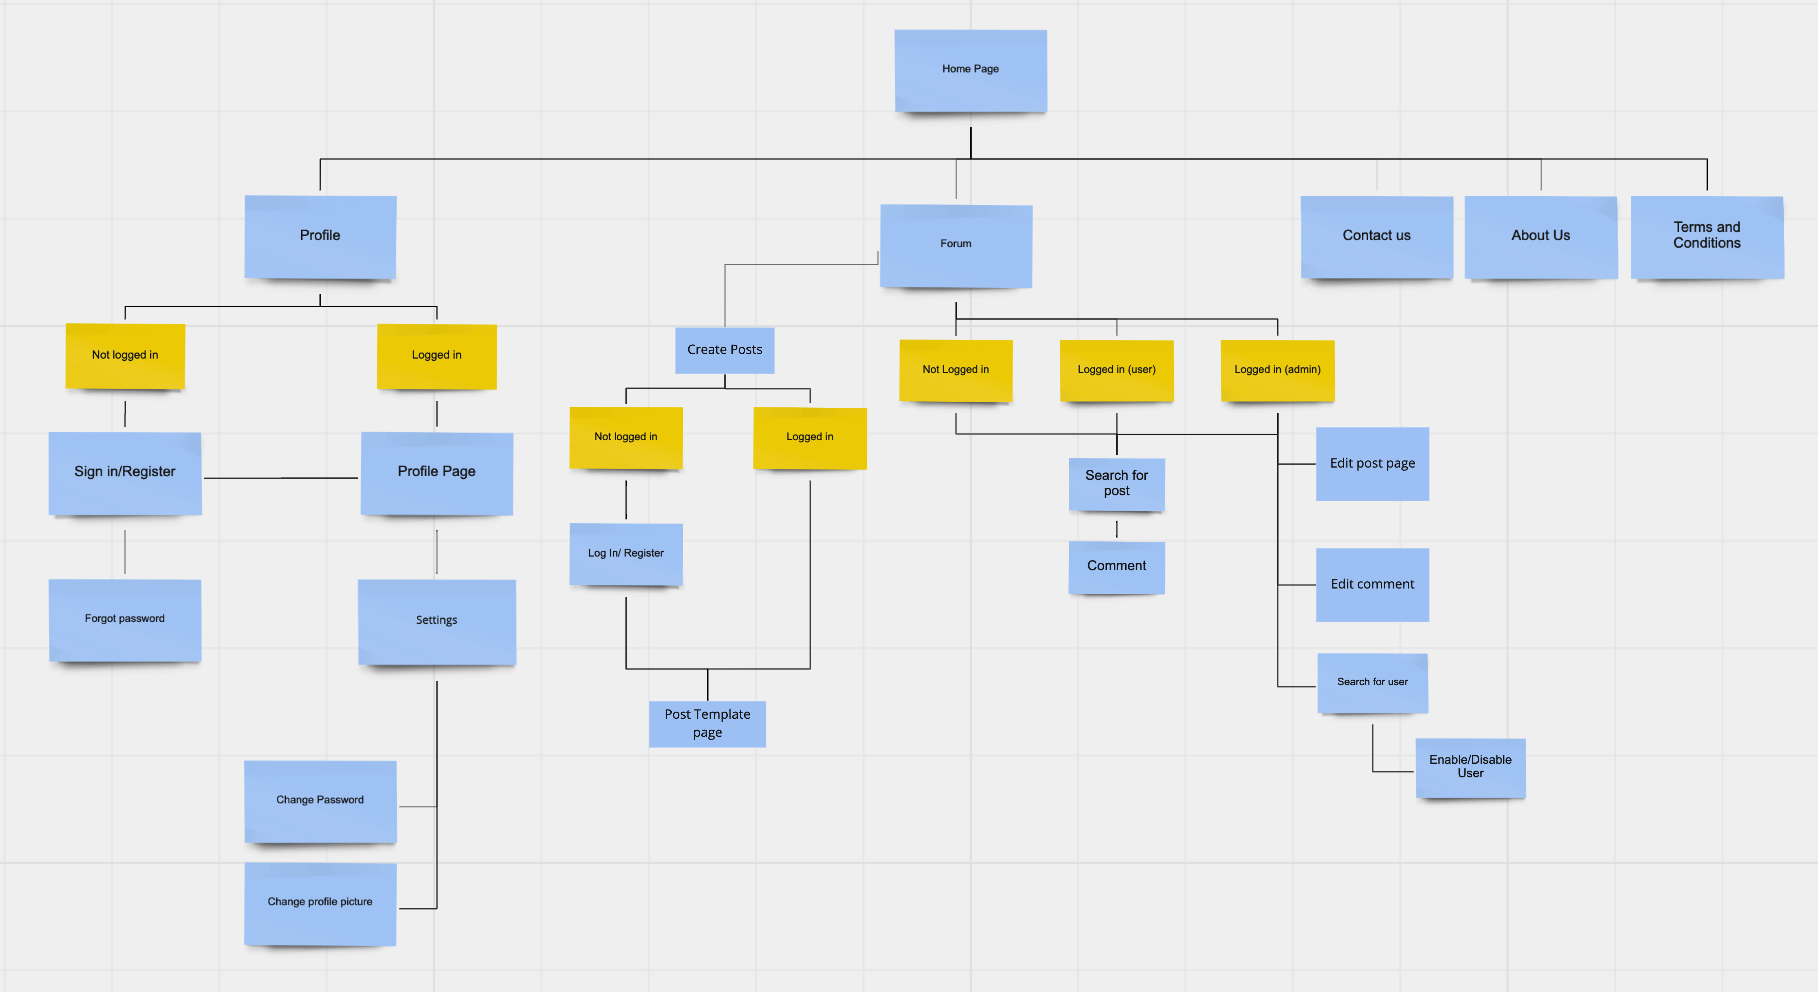 Home Page
Profile
Forum
Contact us
About Us
Terms and
Conditions
Not logged in
Logged in
Create Posts
Not Logged in
Logged in (user)
Logged in (admin)
Sign in/Register
Profile Page
Not logged in
Logged in
Search for
post
Edit post page
Log In/ Register
Comment
Edit comment
Forgot password
Settings
Search for user
Post Template
page
Enable/Disable
User
Change Password
Change profile picture